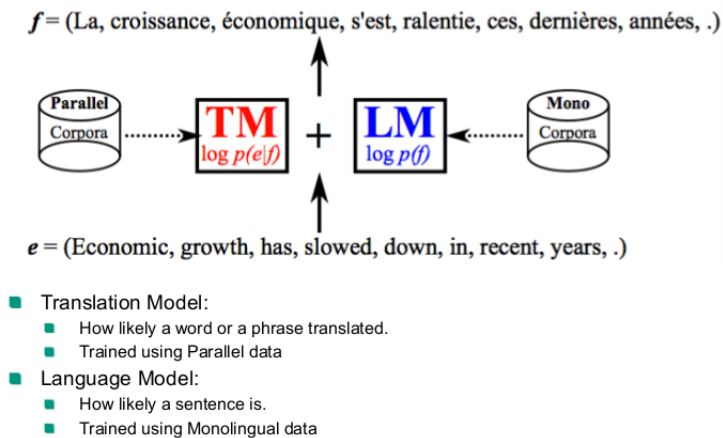 f = (La, croissance, économique, s'est, ralentie, ces, dernières, années, .)
Parallel
Corpora
TM
log p(e|f)
+
LM
log p(f)
Mono
Corpora
e = (Economic, growth, has, slowed, down, in, recent, years, .)
Translation Model:
How likely a word or a phrase translated.
Trained using Parallel data
Language Model:
How likely a sentence is.
Trained using Monolingual data